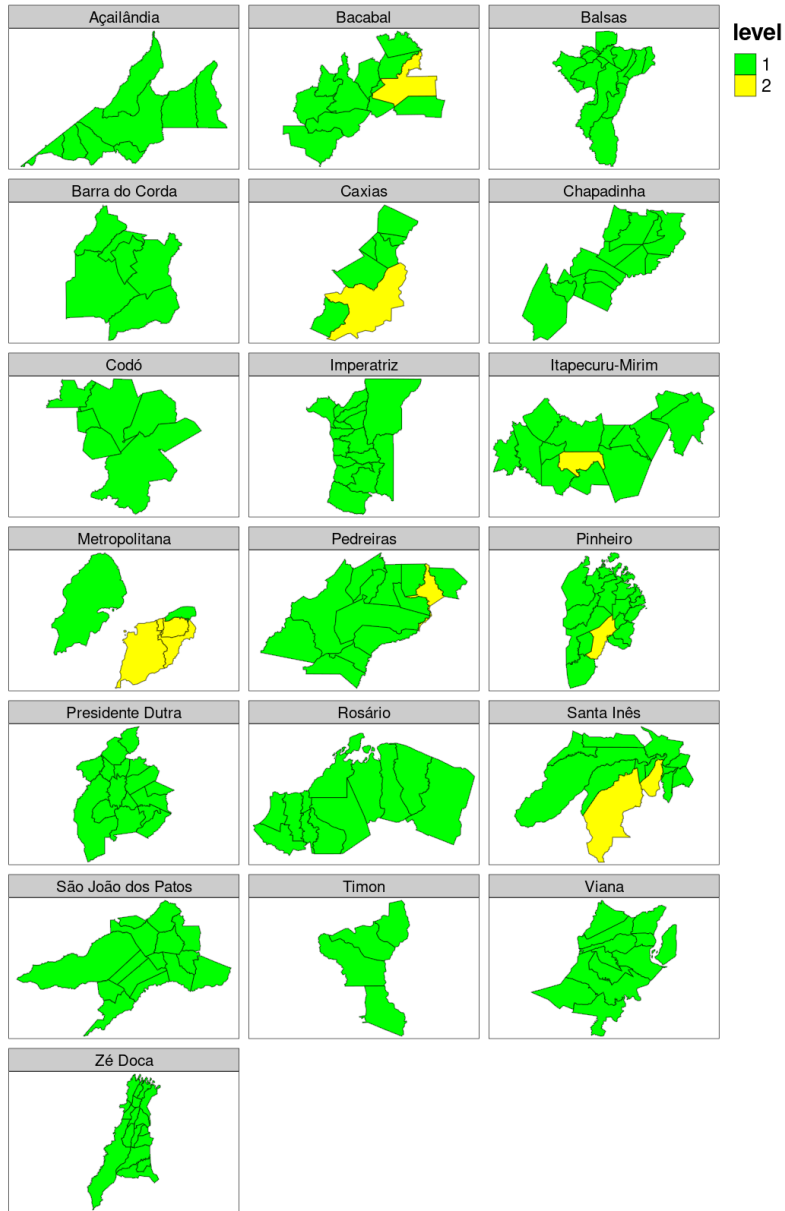 Açailândia
Bacabal
Balsas
level
1
2
Barra do Corda
Caxias
Chapadinha
Codó
Imperatriz
Itapecuru-Mirim
Metropolitana
Pedreiras
Pinheiro
Presidente Dutra
Rosário
Santa Inês
São João dos Patos
Timon
Viana
Zé Doca